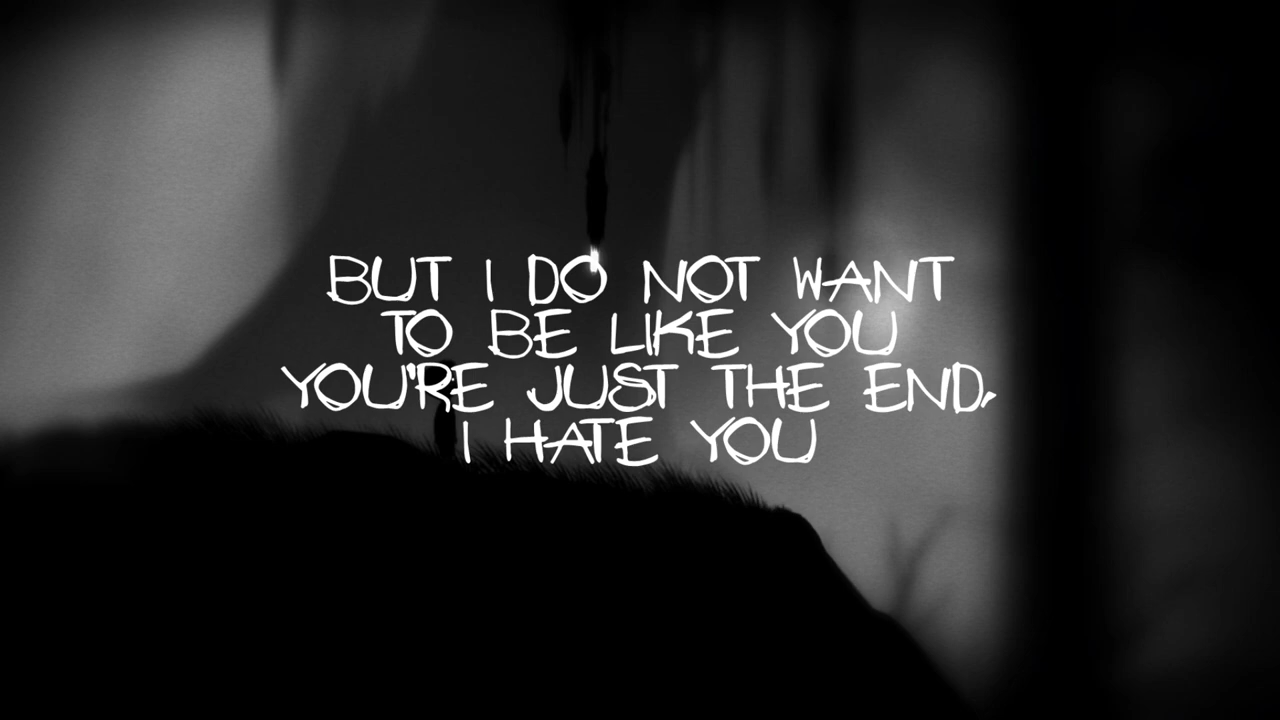 BUT I DO NOT WANT
TO BE LIKE YOU
YOU'RE JUST THE END,
I HATE YOU